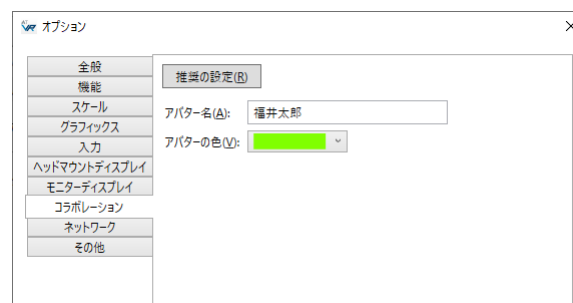 オプション
全般
機能
スケール
グラフィックス
入力
ヘッドマウントディスプレイ
モニターディスプレイ
コラボレーション
ネットワーク
その他
推奨の設定(R)
アバター名(A): 福井太郎
アバターの色(V):